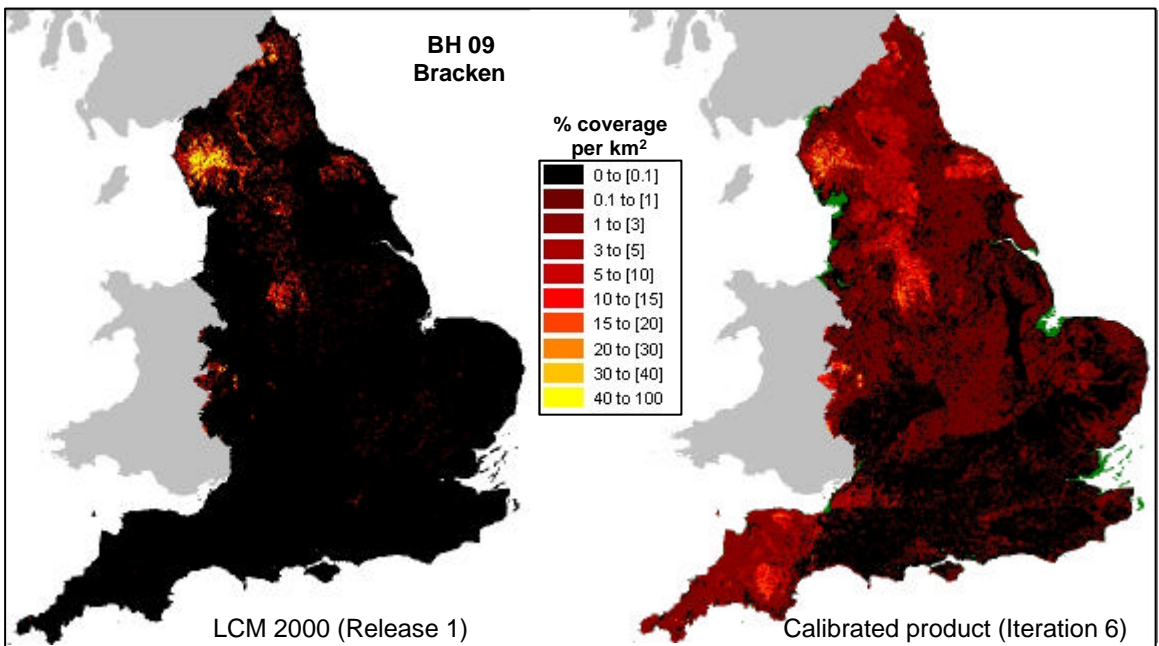 BH 09
Bracken
% coverage
per km²
0 to [0.1]
0.1 to [1]
1 to [3]
3 to [5]
5 to [10]
10 to [15]
15 to [20]
20 to [30]
30 to [40]
40 to 100
LCM 2000 (Release 1)
Calibrated product (Iteration 6)